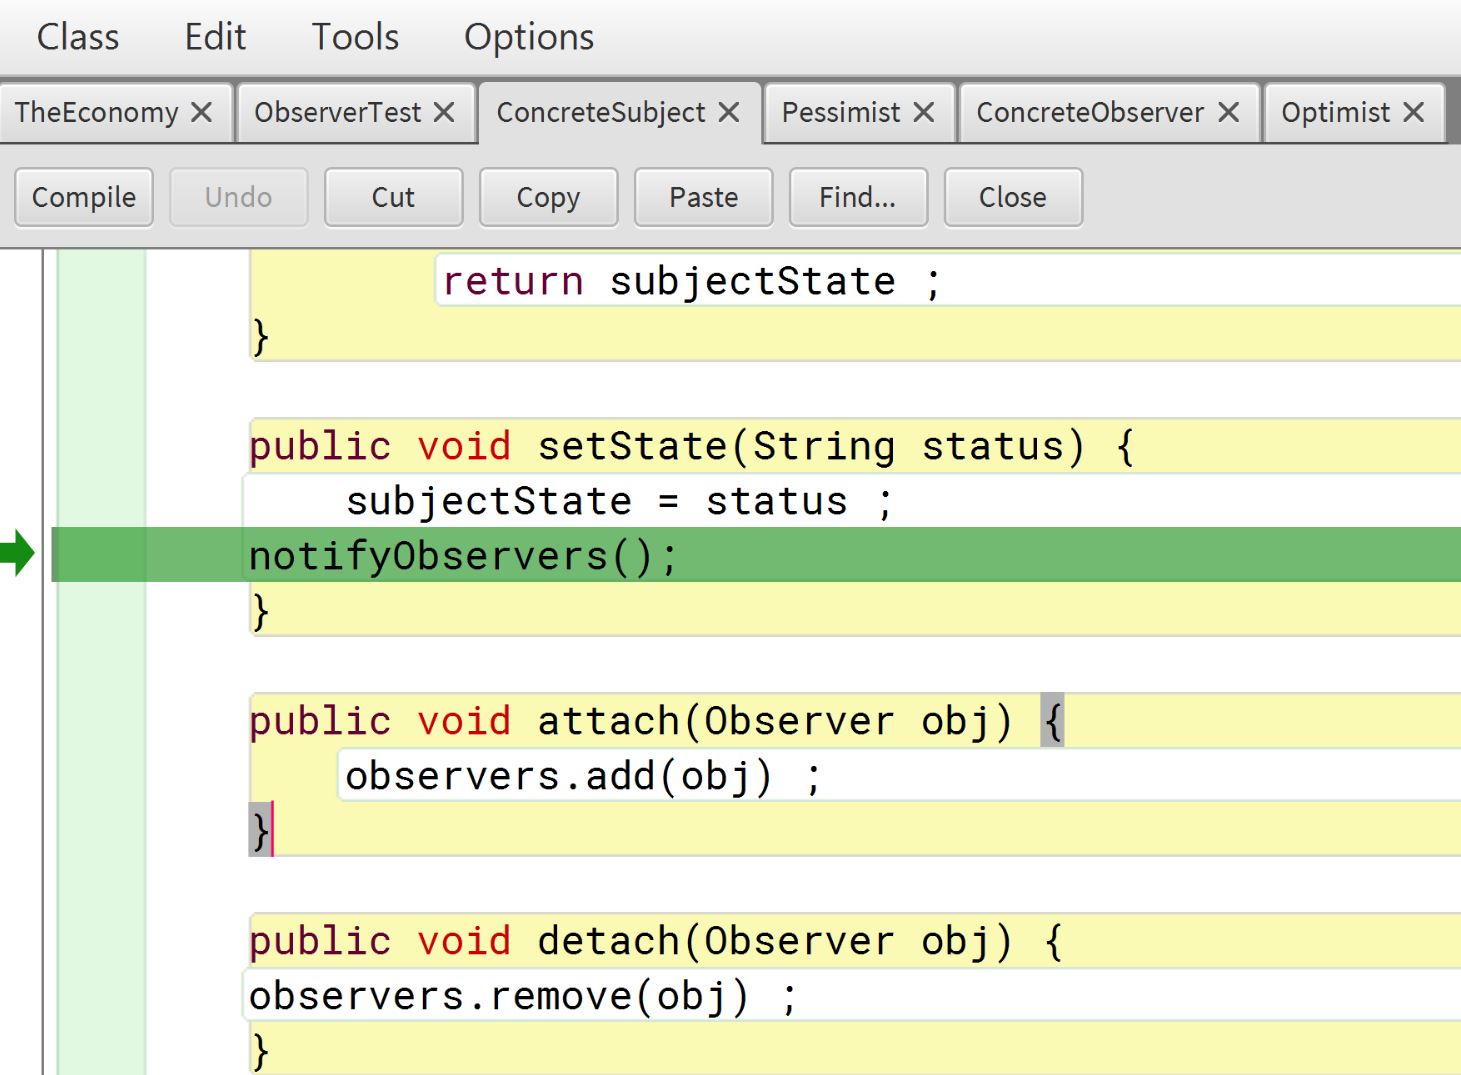 Class Edit Tools Options
TheEconomy ObserverTest ConcreteSubject Pessimist ConcreteObserver Optimist
Compile Undo Cut Copy Paste Find... Close
return subjectState ;
}
public void setState(String status) {
subjectState = status ;
notifyObservers();
}
public void attach(Observer obj) {
observers.add(obj) ;
}
public void detach(Observer obj) {
observers.remove(obj) ;
}